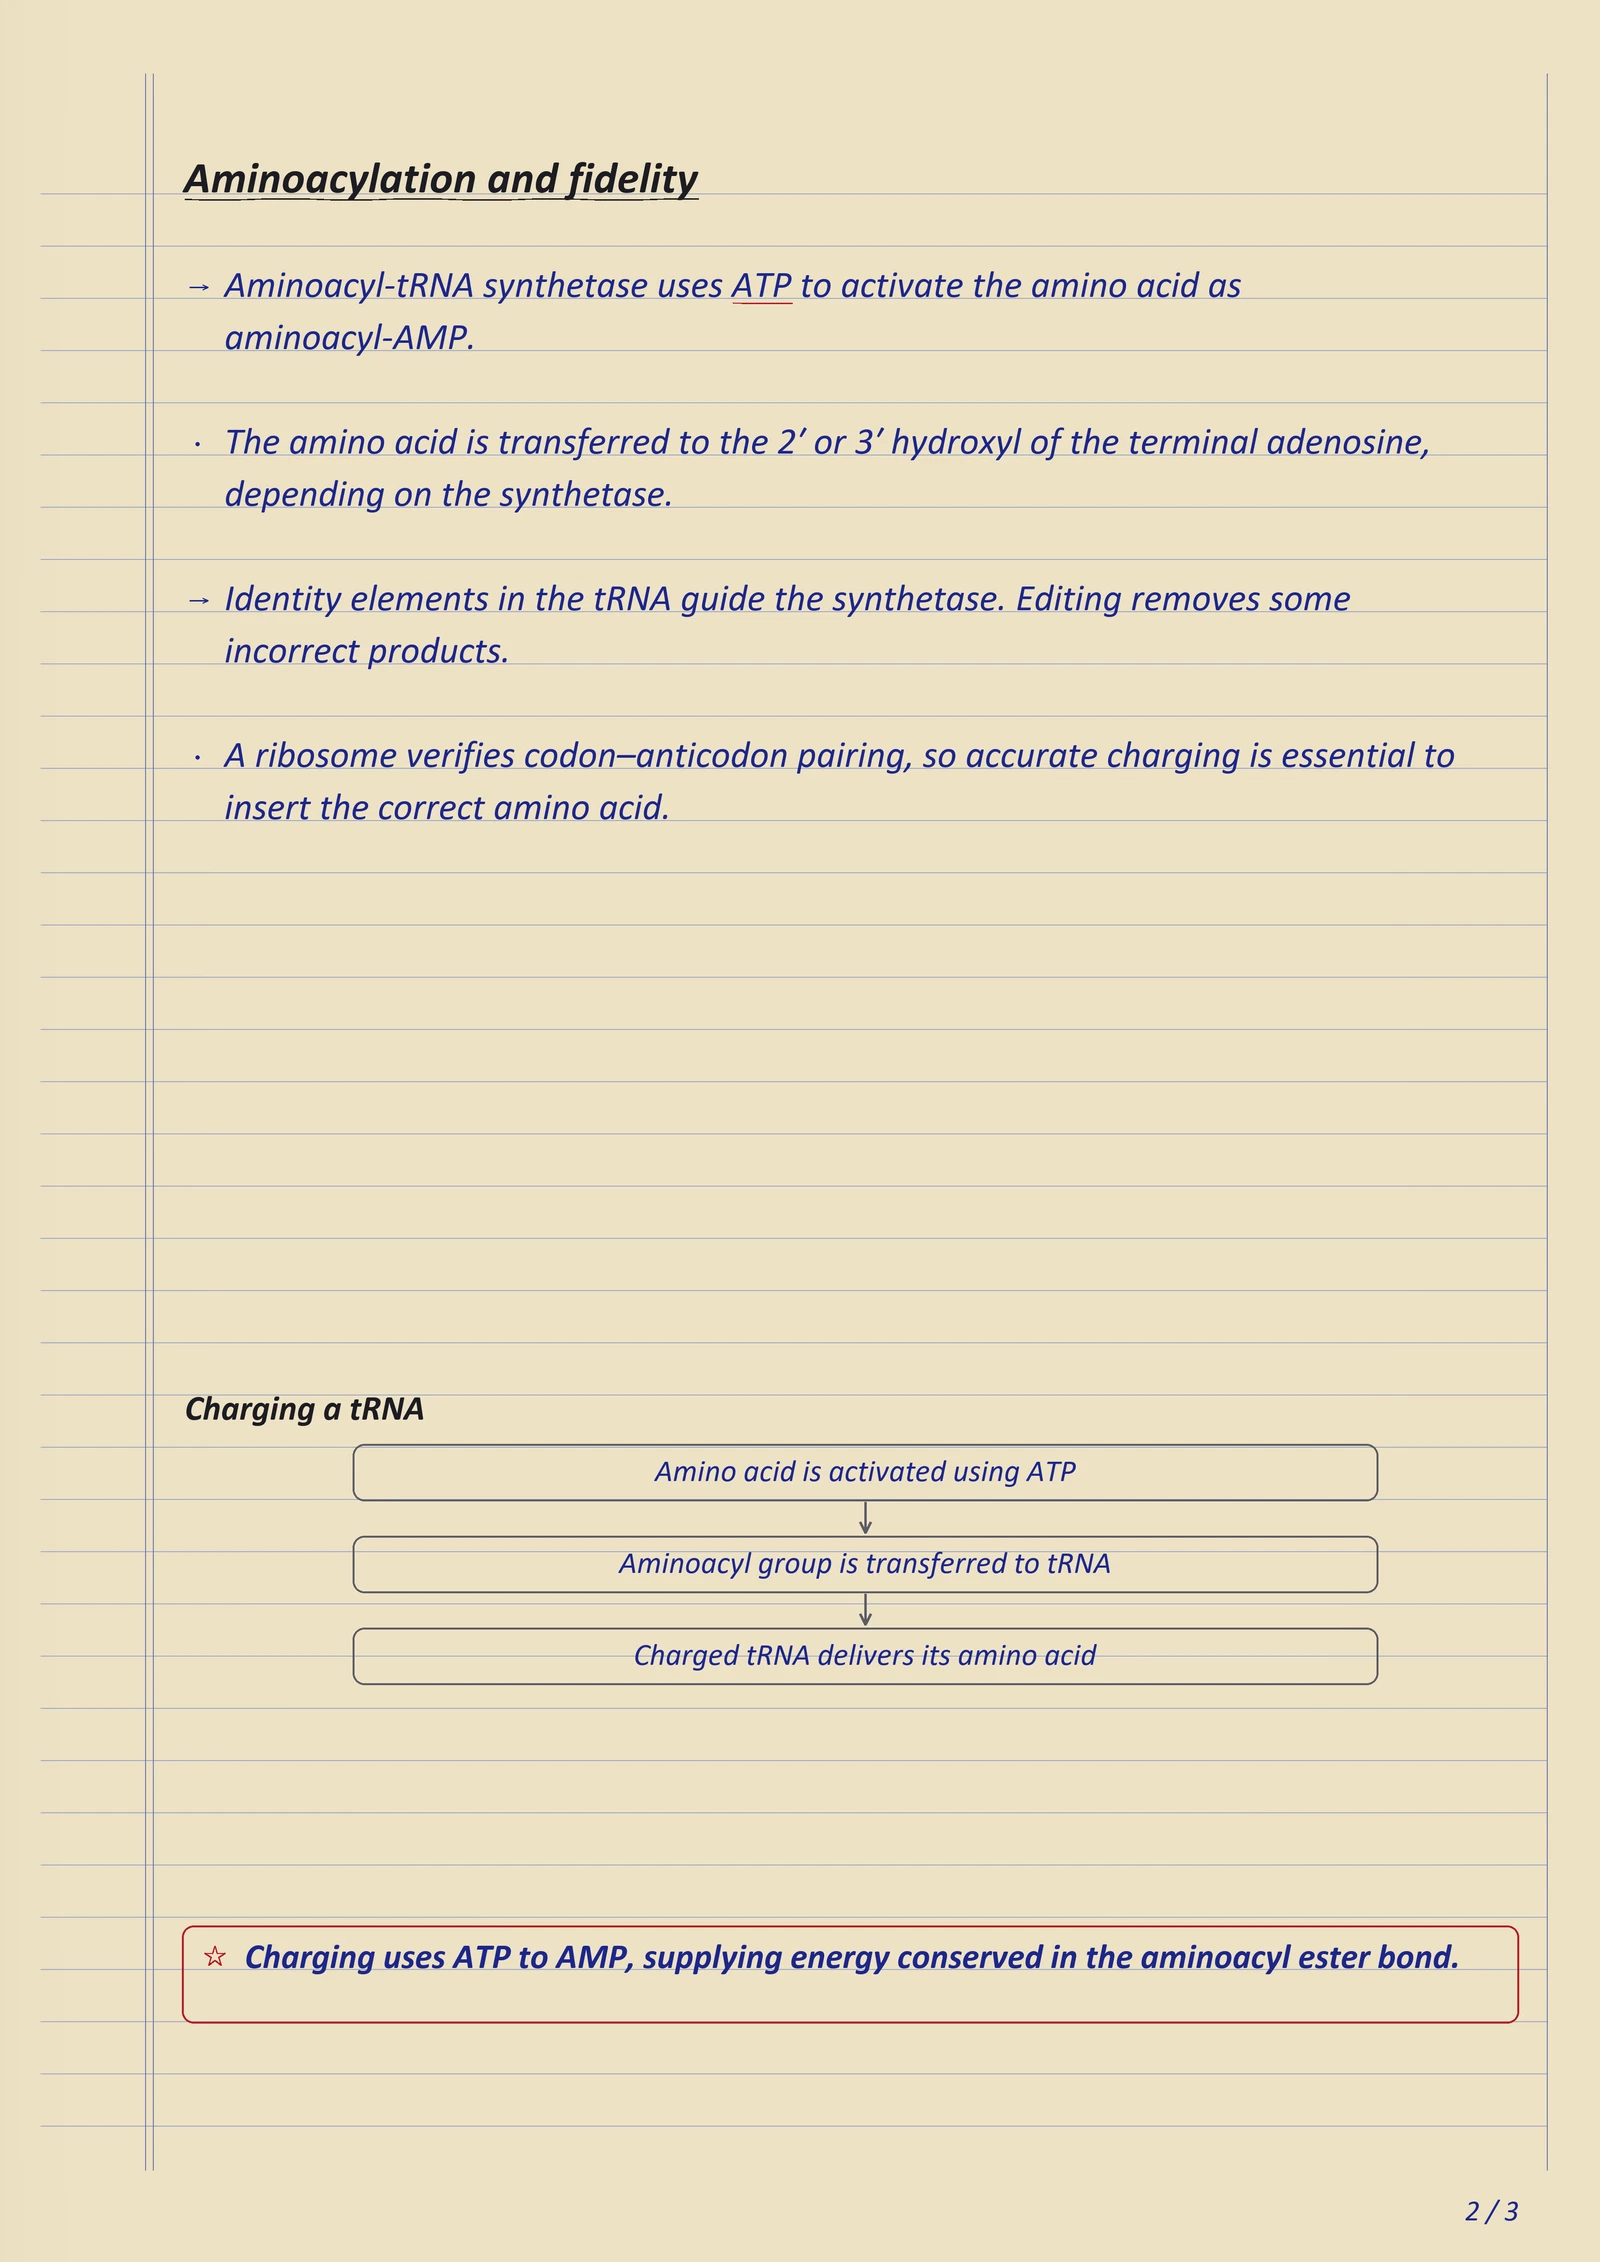 Aminoacylation and fidelity
→ Aminoacyl-tRNA synthetase uses ATP to activate the amino acid as
aminoacyl-AMP.
· The amino acid is transferred to the 2′ or 3′ hydroxyl of the terminal adenosine,
depending on the synthetase.
→ Identity elements in the tRNA guide the synthetase. Editing removes some
incorrect products.
· A ribosome verifies codon–anticodon pairing, so accurate charging is essential to
insert the correct amino acid.
Charging a tRNA
Amino acid is activated using ATP
Aminoacyl group is transferred to tRNA
Charged tRNA delivers its amino acid
☆ Charging uses ATP to AMP, supplying energy conserved in the aminoacyl ester bond.
2 / 3